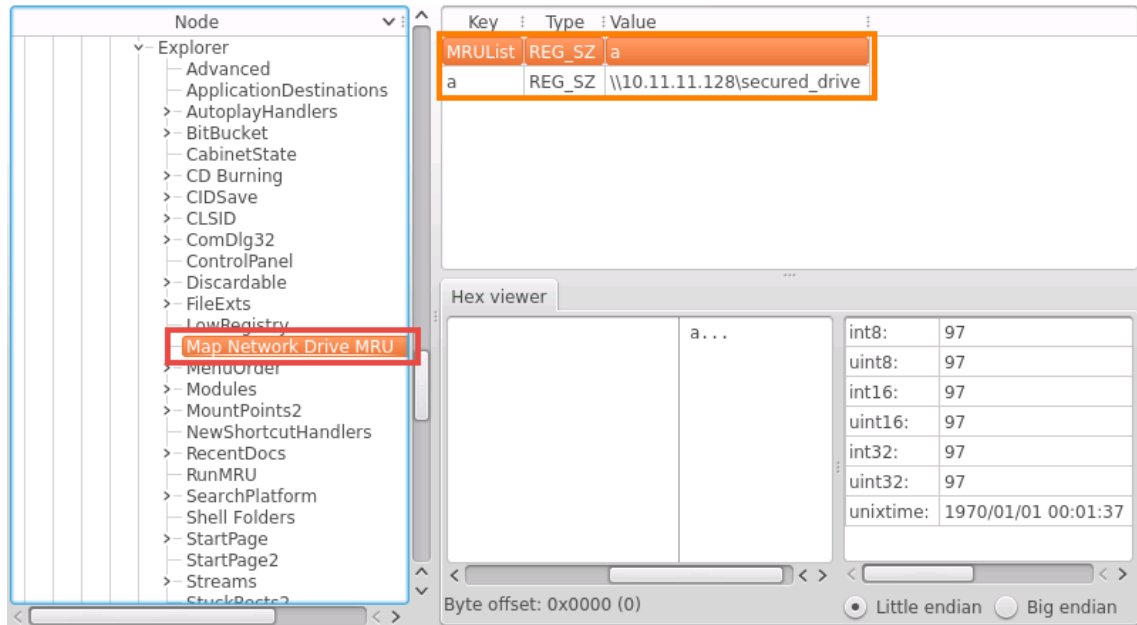 Node
Explorer
Advanced
ApplicationDestinations
AutoplayHandlers
BitBucket
CabinetState
CD Burning
CIDSave
CLSID
ComDlg32
ControlPanel
Discardable
FileExts
LowRegistry
Map Network Drive MRU
MenuOrder
Modules
MountPoints2
NewShortcutHandlers
RecentDocs
RunMRU
SearchPlatform
Shell Folders
StartPage
StartPage2
Streams
StuckRects2
Key Type Value
MRUList REG_SZ a
a REG_SZ \\10.11.11.128\secured_drive
Hex viewer
a...
int8: 97
uint8: 97
int16: 97
uint16: 97
int32: 97
uint32: 97
unixtime: 1970/01/01 00:01:37
Byte offset: 0x0000 (0)
Little endian Big endian